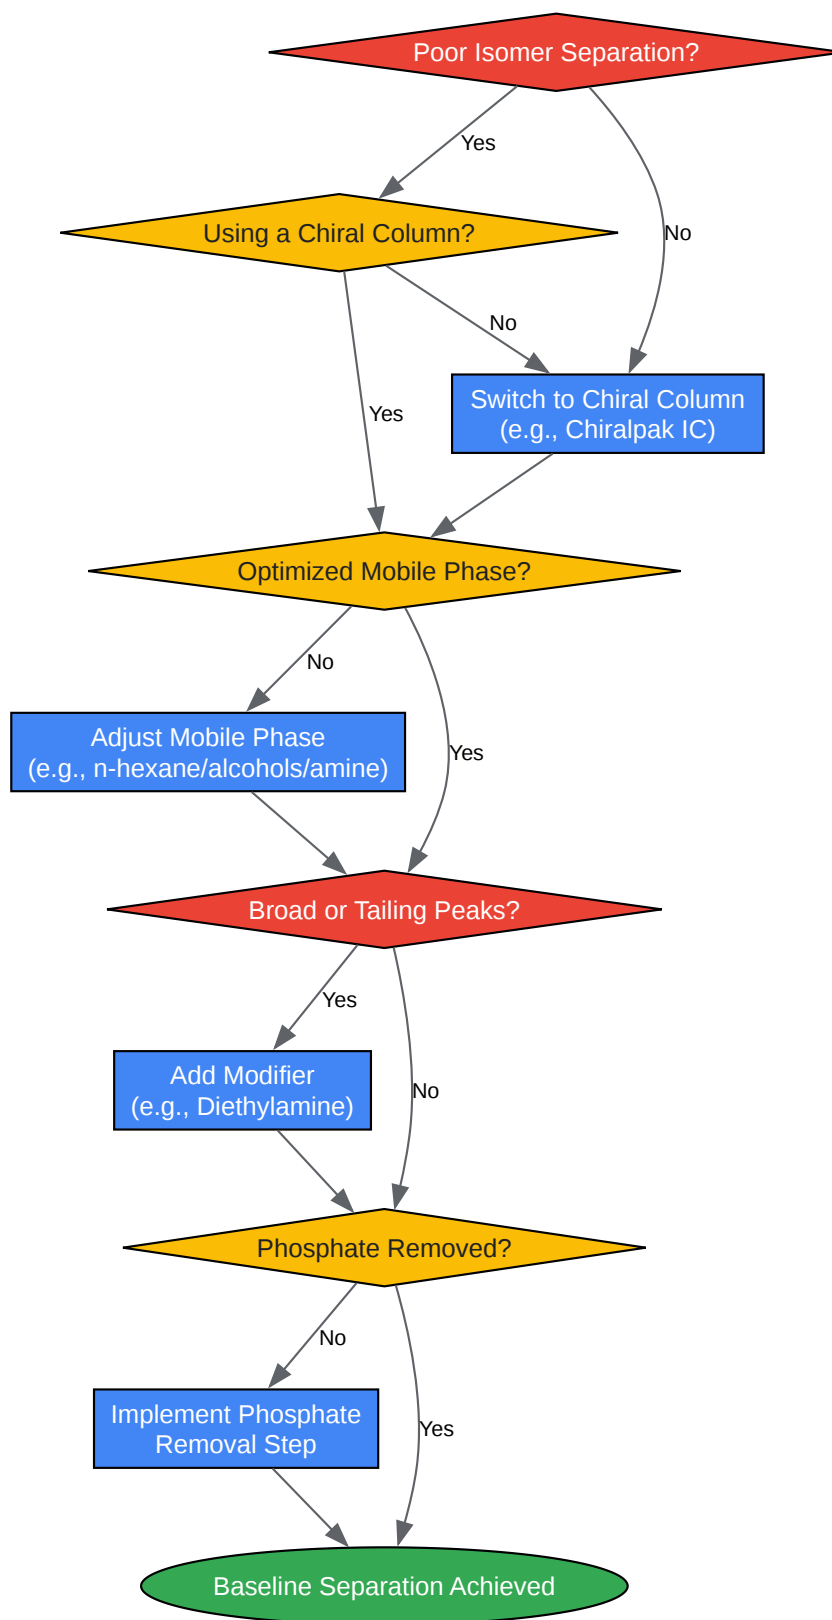 Poor Isomer Separation?
Yes
Using a Chiral Column?
No
No
Switch to Chiral Column
(e.g., Chiralpak IC)
Yes
Optimized Mobile Phase?
No
Adjust Mobile Phase
(e.g., n-hexane/alcohols/amine)
Yes
Broad or Tailing Peaks?
Yes
Add Modifier
(e.g., Diethylamine)
No
Phosphate Removed?
No
Implement Phosphate
Removal Step
Yes
Baseline Separation Achieved